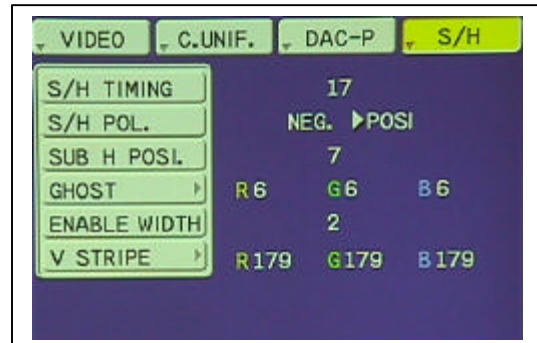 VIDEO C.UNIF. DAC-P S/H
S/H TIMING 17
S/H POL. NEG. ▶POSI
SUB H POSI. 7
GHOST R6 G6 B6
ENABLE WIDTH 2
V STRIPE R179 G179 B179